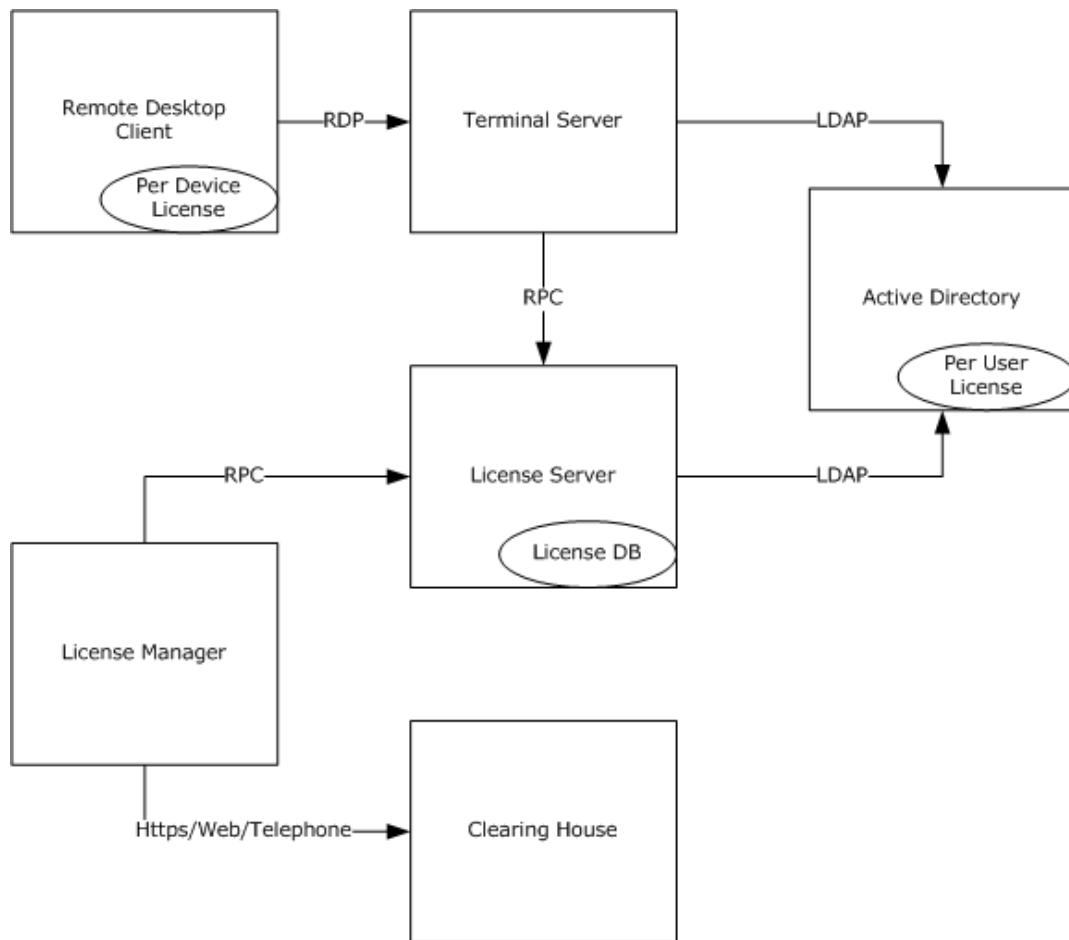 Remote Desktop
Client
Per Device
License
RDP
Terminal Server
LDAP
RPC
Active Directory
Per User
License
RPC
License Server
LDAP
License DB
License Manager
Https/Web/Telephone
Clearing House